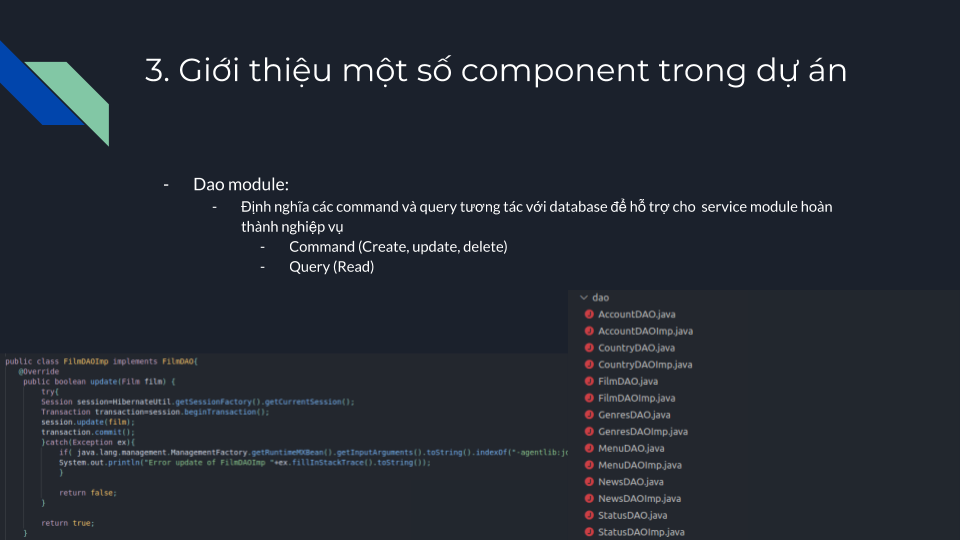 3. Giới thiệu một số component trong dự án
- Dao module:
- Định nghĩa các command và query tương tác với database để hỗ trợ cho service module hoàn
thành nghiệp vụ
- Command (Create, update, delete)
- Query (Read)
public class FilmDAOImp implements FilmDAO{
@Override
public boolean update(Film film) {
try{
Session session=HibernateUtil.getSessionFactory().getCurrentSession();
Transaction transaction=session.beginTransaction();
session.update(film);
transaction.commit();
}catch(Exception ex){
if( java.lang.management.ManagementFactory.getRuntimeMXBean().getInputArguments().toString().indexOf("-agentlib:jd
System.out.println("Error update of FilmDAOImp "+ex.fillInStackTrace().toString());
}
return false;
}
return true;
}
dao
AccountDAO.java
AccountDAOImp.java
CountryDAO.java
CountryDAOImp.java
FilmDAO.java
FilmDAOImp.java
GenresDAO.java
GenresDAOImp.java
MenuDAO.java
MenuDAOImp.java
NewsDAO.java
NewsDAOImp.java
StatusDAO.java
StatusDAOImp.java